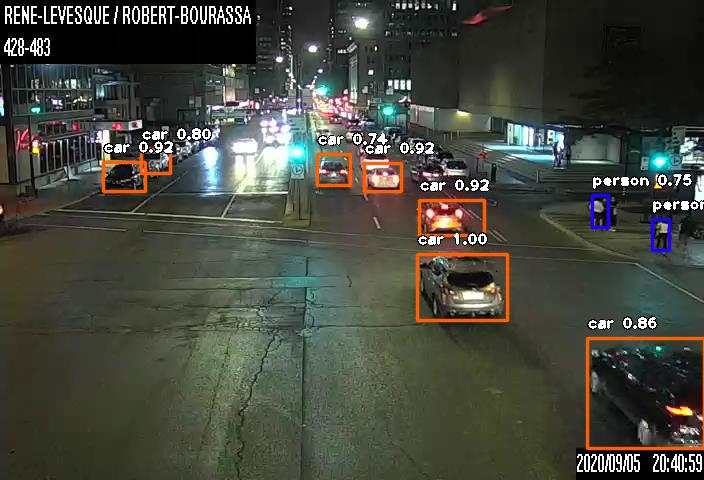 RENE-LEVESQUE / ROBERT-BOURASSA
428-483
car 0.80
car 0.92
car 0.74
car 0.92
car 0.92
person 0.75
person
car 1.00
car 0.86
2020/09/05 20:40:59